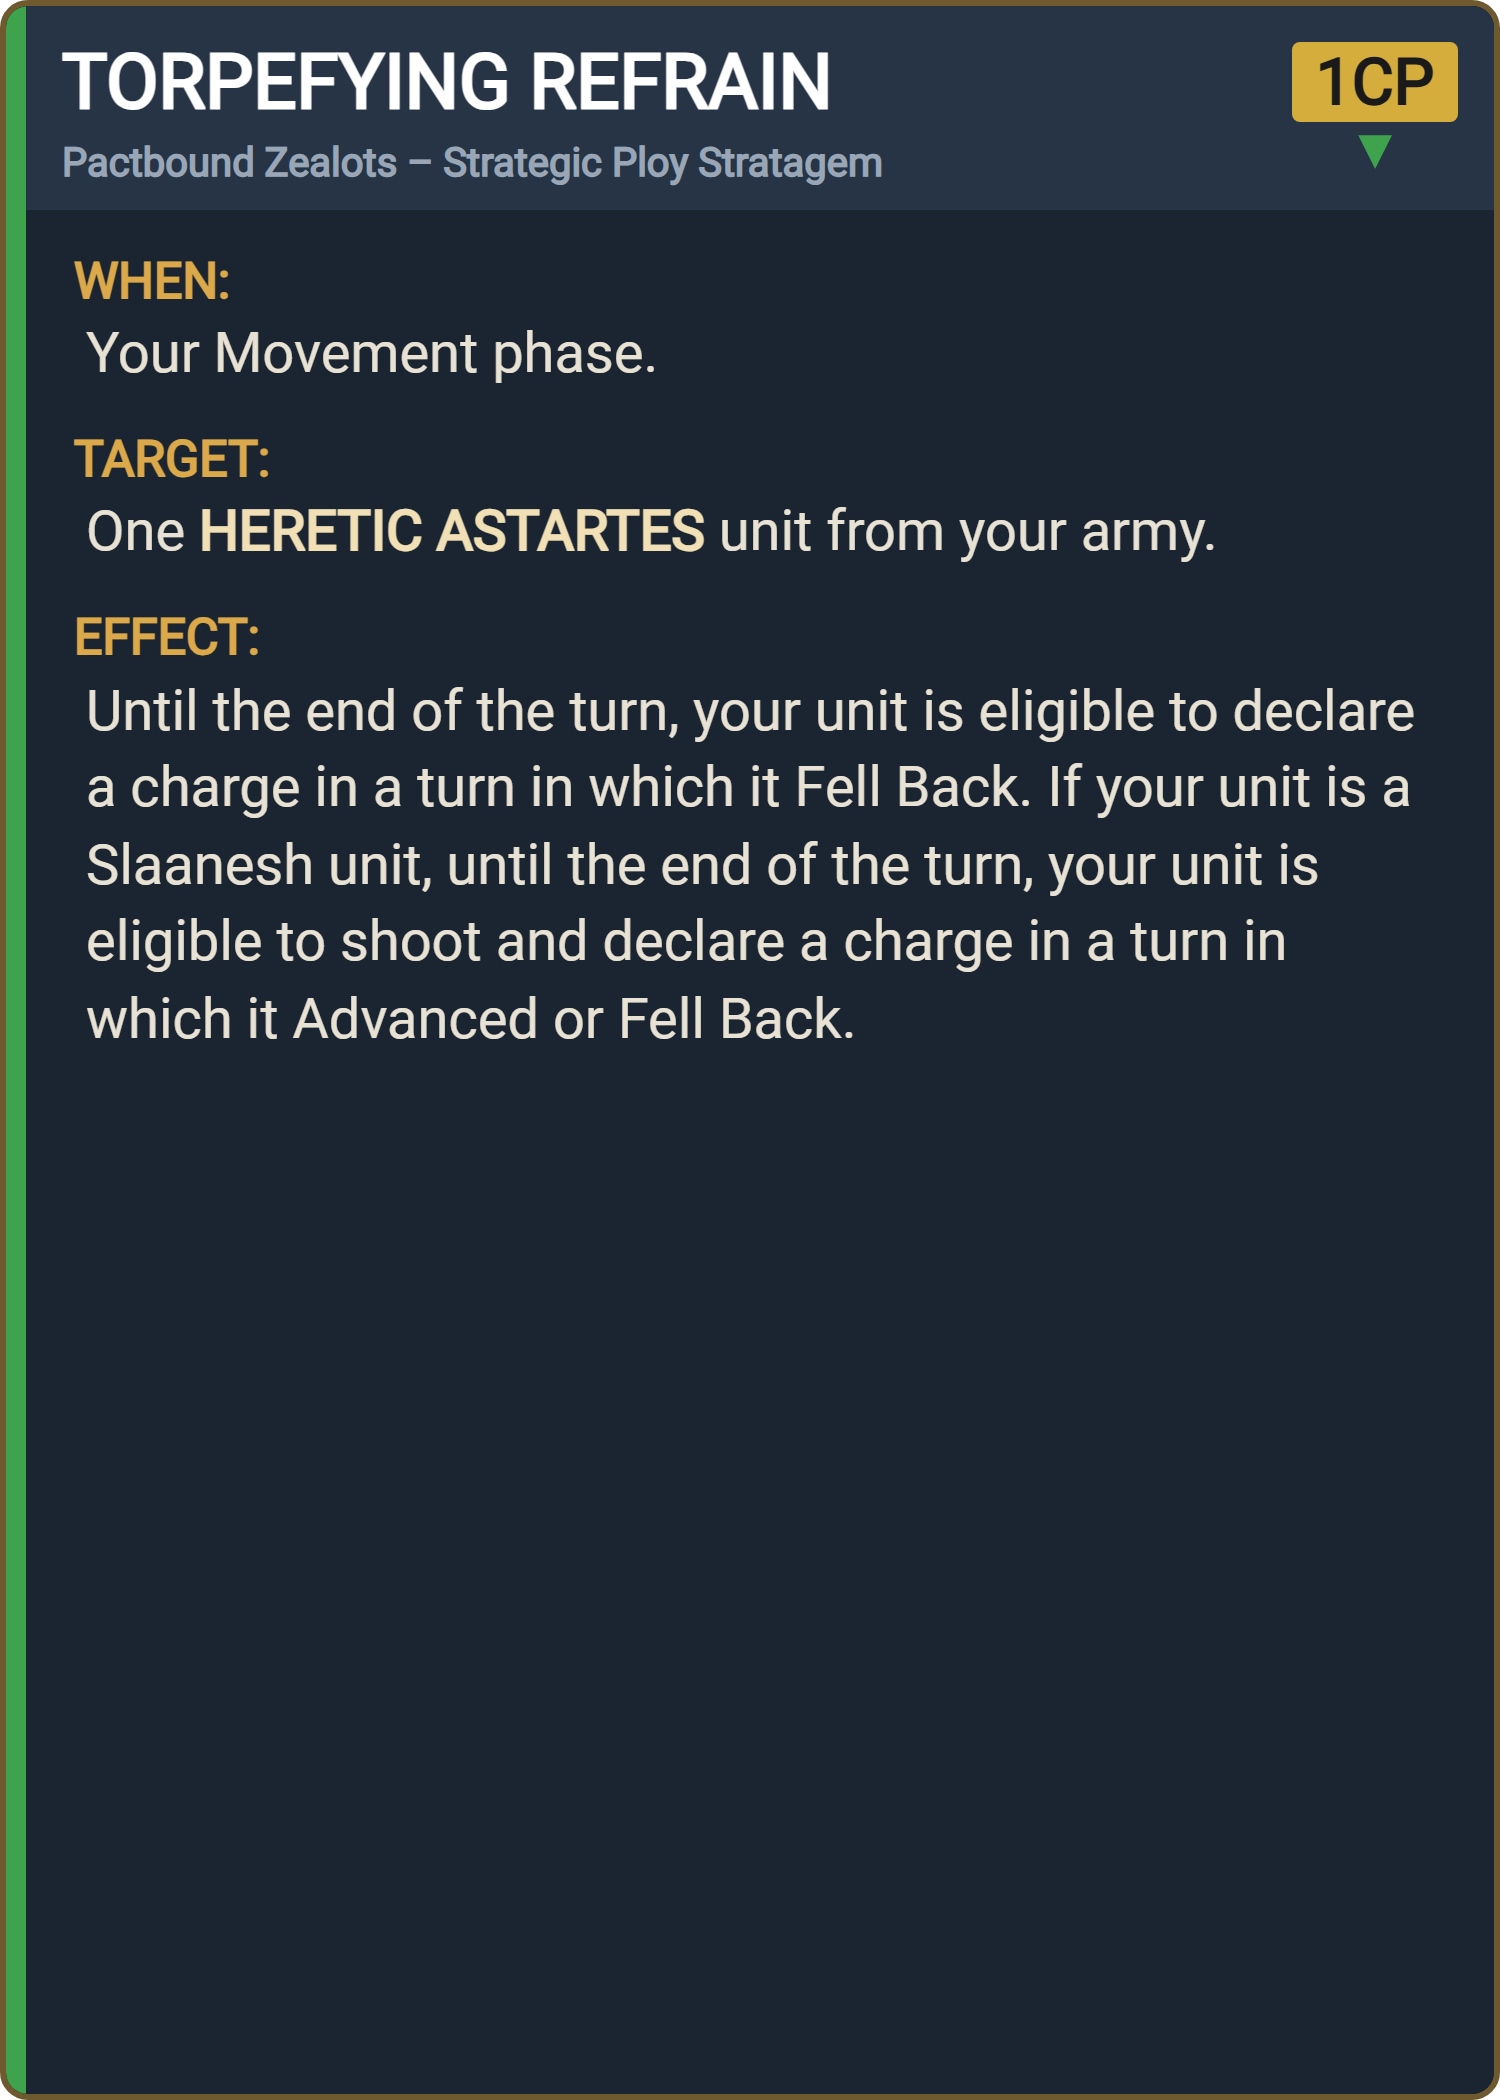 TORPEFYING REFRAIN
1CP
Pactbound Zealots – Strategic Ploy Stratagem
WHEN:
Your Movement phase.
TARGET:
One HERETIC ASTARTES unit from your army.
EFFECT:
Until the end of the turn, your unit is eligible to declare
a charge in a turn in which it Fell Back. If your unit is a
Slaanesh unit, until the end of the turn, your unit is
eligible to shoot and declare a charge in a turn in
which it Advanced or Fell Back.